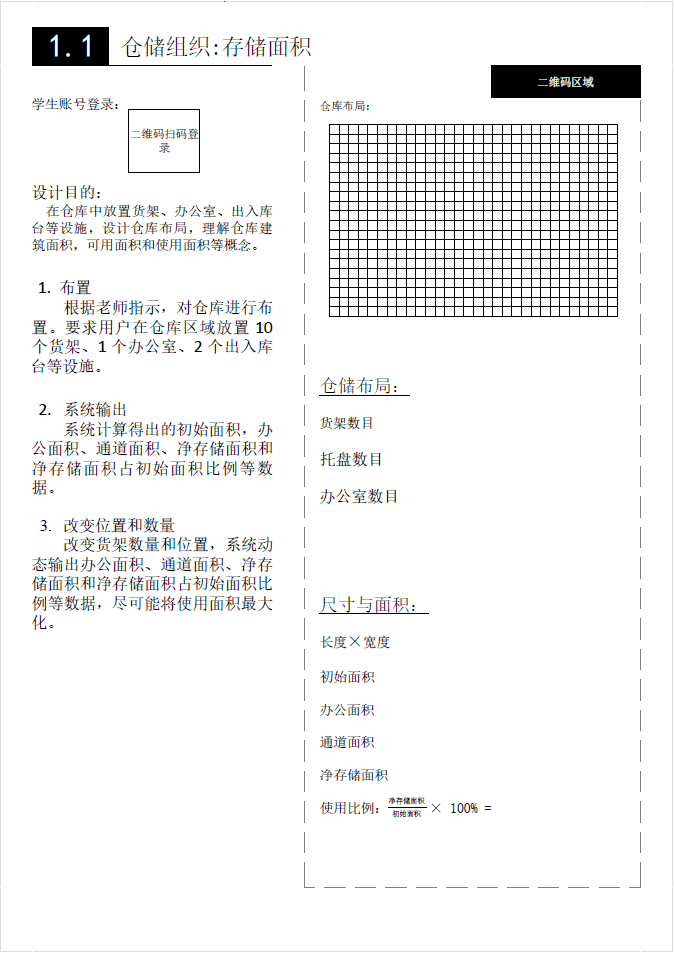 1.1 仓储组织:存储面积
学生账号登录:
二维码扫码登
录
设计目的:
在仓库中放置货架、办公室、出入库
台等设施,设计仓库布局,理解仓库建
筑面积,可用面积和使用面积等概念。
1. 布置
根据老师指示,对仓库进行布
置。要求用户在仓库区域放置 10
个货架、1 个办公室、2 个出入库
台等设施。
2. 系统输出
系统计算得出的初始面积,办
公面积、通道面积、净存储面积和
净存储面积占初始面积比例等数
据。
3. 改变位置和数量
改变货架数量和位置,系统动
态输出办公面积、通道面积、净存
储面积和净存储面积占初始面积比
例等数据,尽可能将使用面积最大
化。
二维码区域
仓库布局:
仓储布局:
货架数目
托盘数目
办公室数目
尺寸与面积:
长度×宽度
初始面积
办公面积
通道面积
净存储面积
使用比例:净存储面积/初始面积 × 100% =